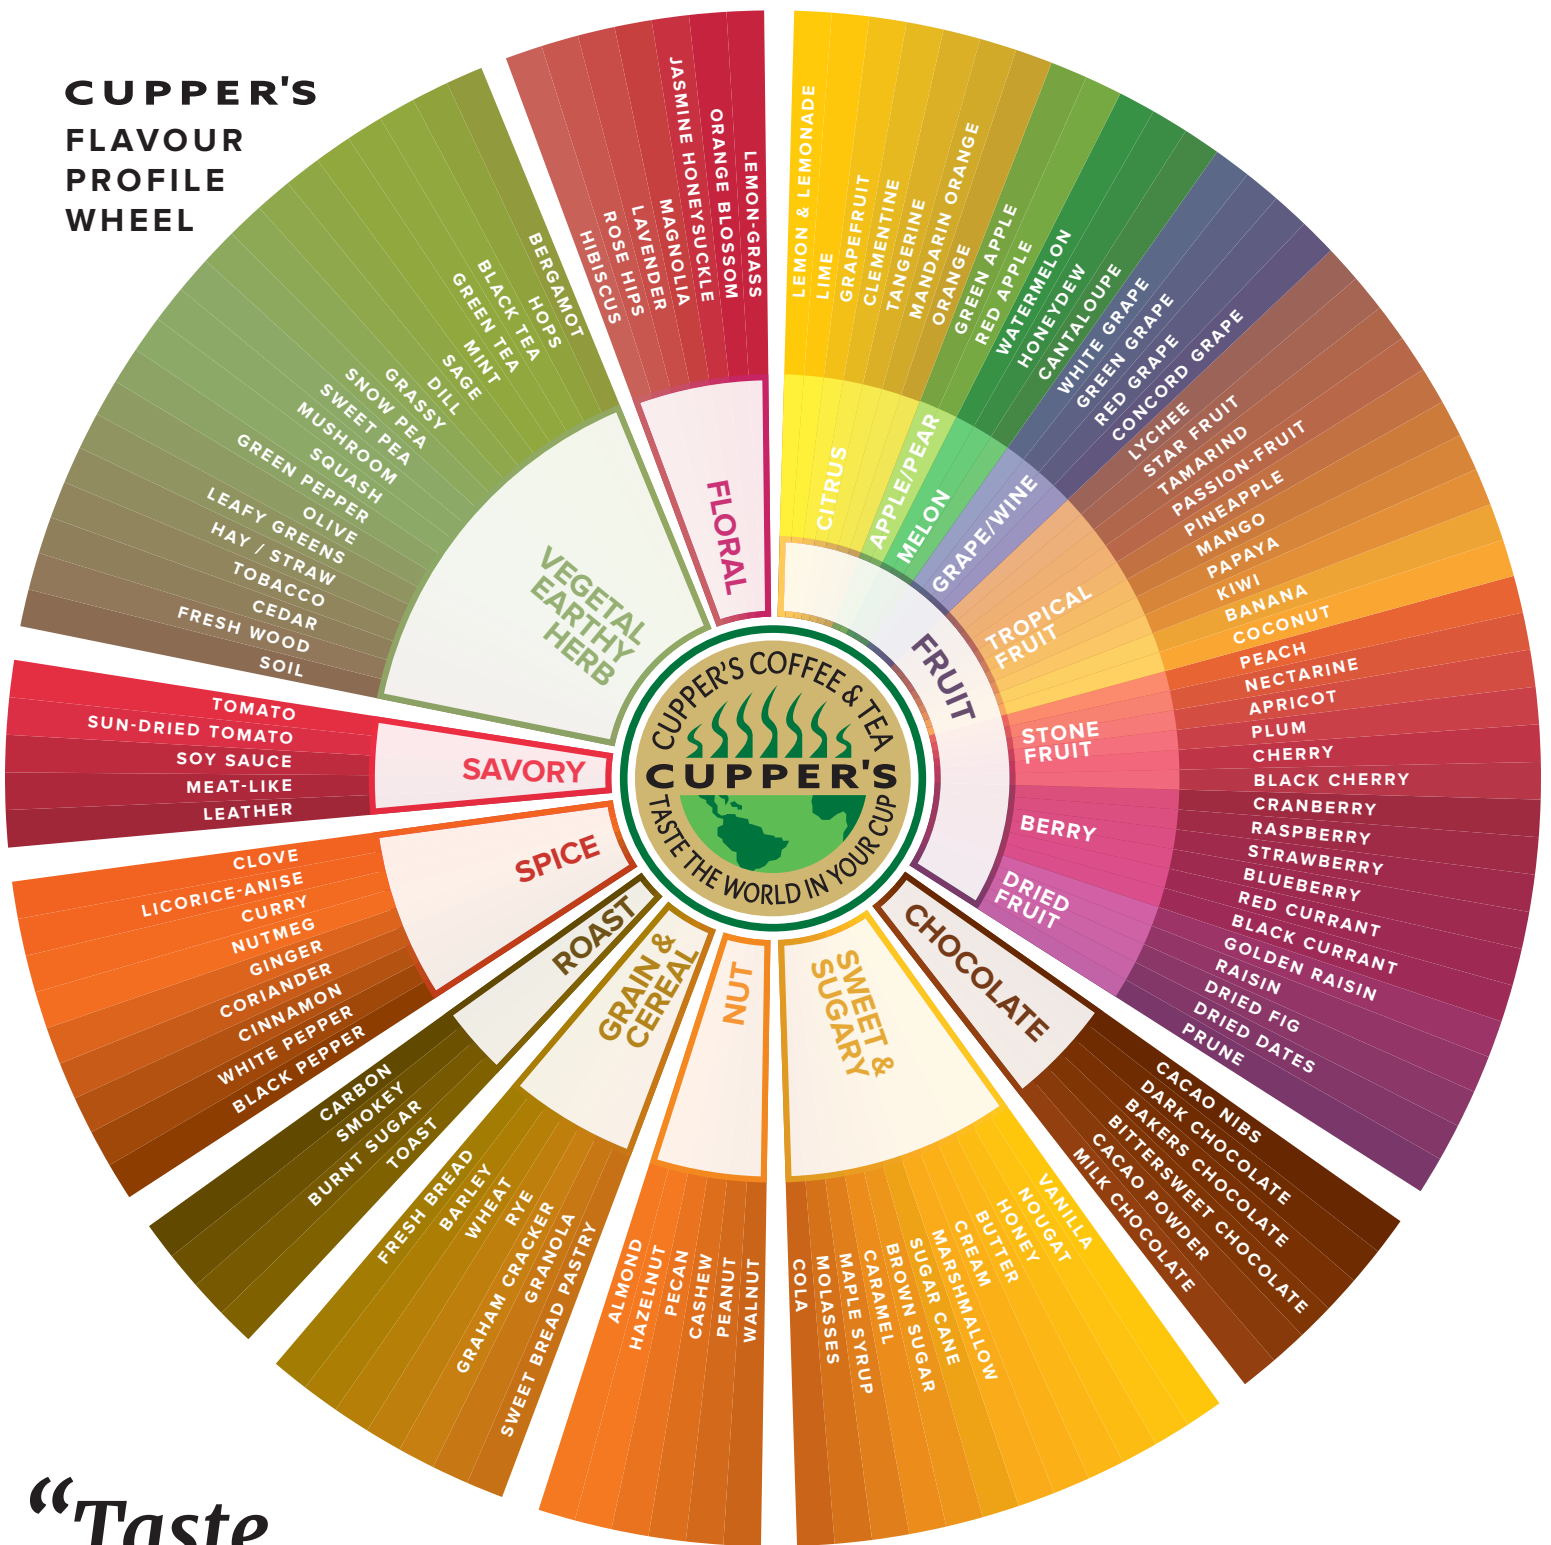 CUPPER'S
FLAVOUR
PROFILE
WHEEL
CUPPER'S COFFEE & TEA
CUPPER'S
TASTE THE WORLD IN YOUR CUP
FRUIT
CITRUS
LEMON & LEMONADE
LIME
GRAPEFRUIT
CLEMENTINE
TANGERINE
MANDARIN ORANGE
ORANGE
APPLE/PEAR
GREEN APPLE
RED APPLE
MELON
WATERMELON
HONEYDEW
CANTALOUPE
GRAPE/WINE
WHITE GRAPE
GREEN GRAPE
RED GRAPE
CONCORD GRAPE
TROPICAL
FRUIT
LYCHEE
STAR FRUIT
TAMARIND
PASSION-FRUIT
PINEAPPLE
MANGO
PAPAYA
KIWI
BANANA
COCONUT
STONE
FRUIT
PEACH
NECTARINE
APRICOT
PLUM
CHERRY
BLACK CHERRY
BERRY
CRANBERRY
RASPBERRY
STRAWBERRY
BLUEBERRY
RED CURRANT
BLACK CURRANT
DRIED
FRUIT
GOLDEN RAISIN
RAISIN
DRIED FIG
DRIED DATES
PRUNE
CHOCOLATE
CACAO NIBS
DARK CHOCOLATE
BAKERS CHOCOLATE
BITTERSWEET CHOCOLATE
CACAO POWDER
MILK CHOCOLATE
SWEET &
SUGARY
VANILLA
NOUGAT
HONEY
BUTTER
CREAM
MARSHMALLOW
SUGAR CANE
BROWN SUGAR
CARAMEL
MAPLE SYRUP
MOLASSES
COLA
NUT
WALNUT
PEANUT
CASHEW
PECAN
HAZELNUT
ALMOND
GRAIN &
CEREAL
SWEET BREAD PASTRY
GRANOLA
GRAHAM CRACKER
RYE
WHEAT
BARLEY
FRESH BREAD
ROAST
TOAST
BURNT SUGAR
SMOKEY
CARBON
SPICE
BLACK PEPPER
WHITE PEPPER
CINNAMON
CORIANDER
GINGER
NUTMEG
CURRY
LICORICE-ANISE
CLOVE
SAVORY
LEATHER
MEAT-LIKE
SOY SAUCE
SUN-DRIED TOMATO
TOMATO
VEGETAL
EARTHY
HERB
SOIL
FRESH WOOD
CEDAR
TOBACCO
HAY / STRAW
LEAFY GREENS
OLIVE
GREEN PEPPER
SQUASH
MUSHROOM
SWEET PEA
SNOW PEA
GRASSY
DILL
SAGE
MINT
GREEN TEA
BLACK TEA
HOPS
BERGAMOT
FLORAL
HIBISCUS
ROSE HIPS
LAVENDER
MAGNOLIA
JASMINE HONEYSUCKLE
ORANGE BLOSSOM
LEMON-GRASS
“Taste